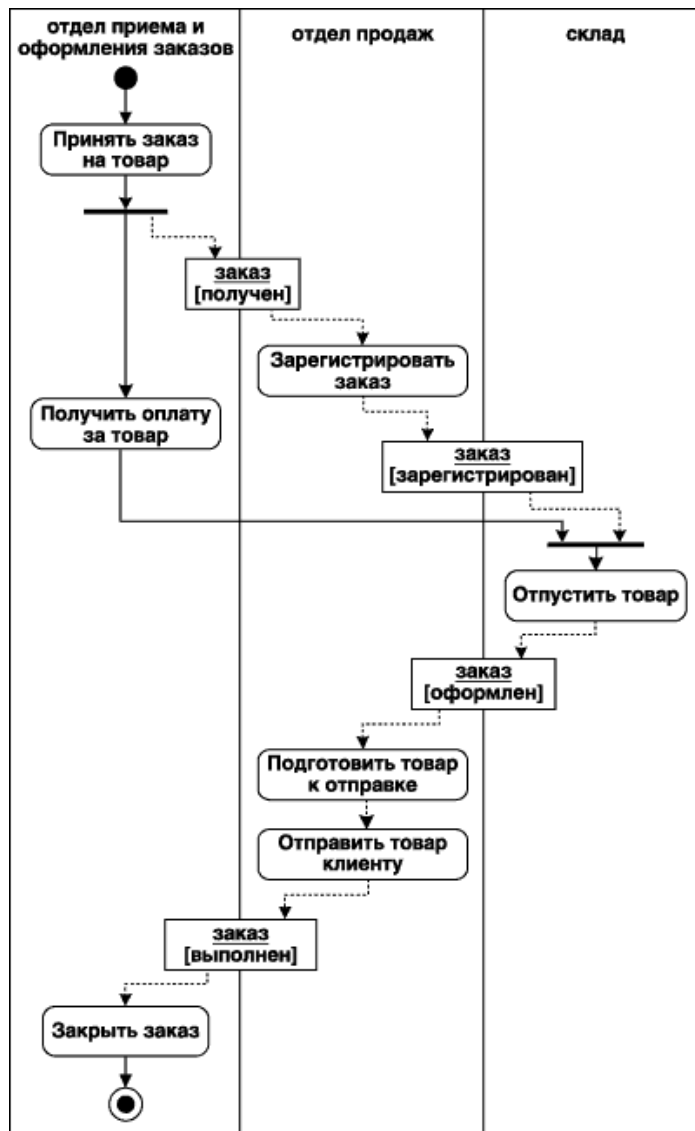 отдел приема и
оформления заказов
отдел продаж
склад
Принять заказ
на товар
заказ
[получен]
Зарегистрировать
заказ
Получить оплату
за товар
заказ
[зарегистрирован]
Отпустить товар
заказ
[оформлен]
Подготовить товар
к отправке
Отправить товар
клиенту
заказ
[выполнен]
Закрыть заказ